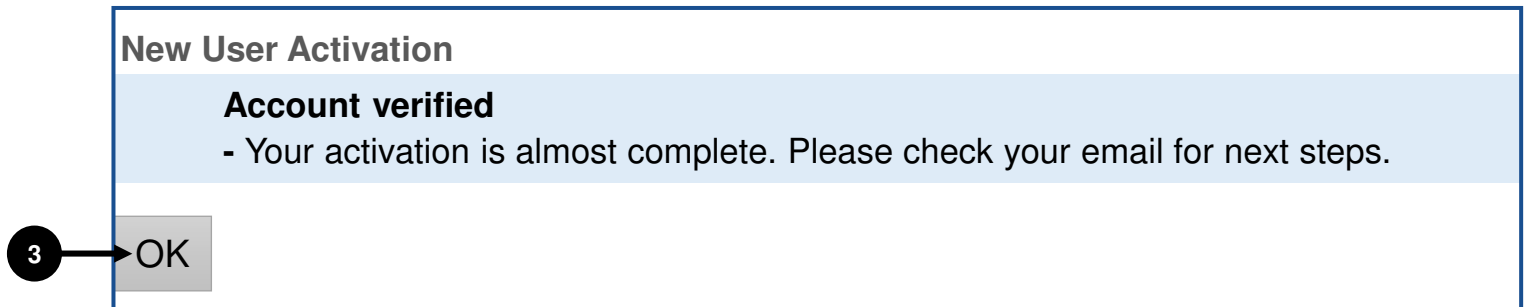 New User Activation
Account verified
- Your activation is almost complete. Please check your email for next steps.
3 OK